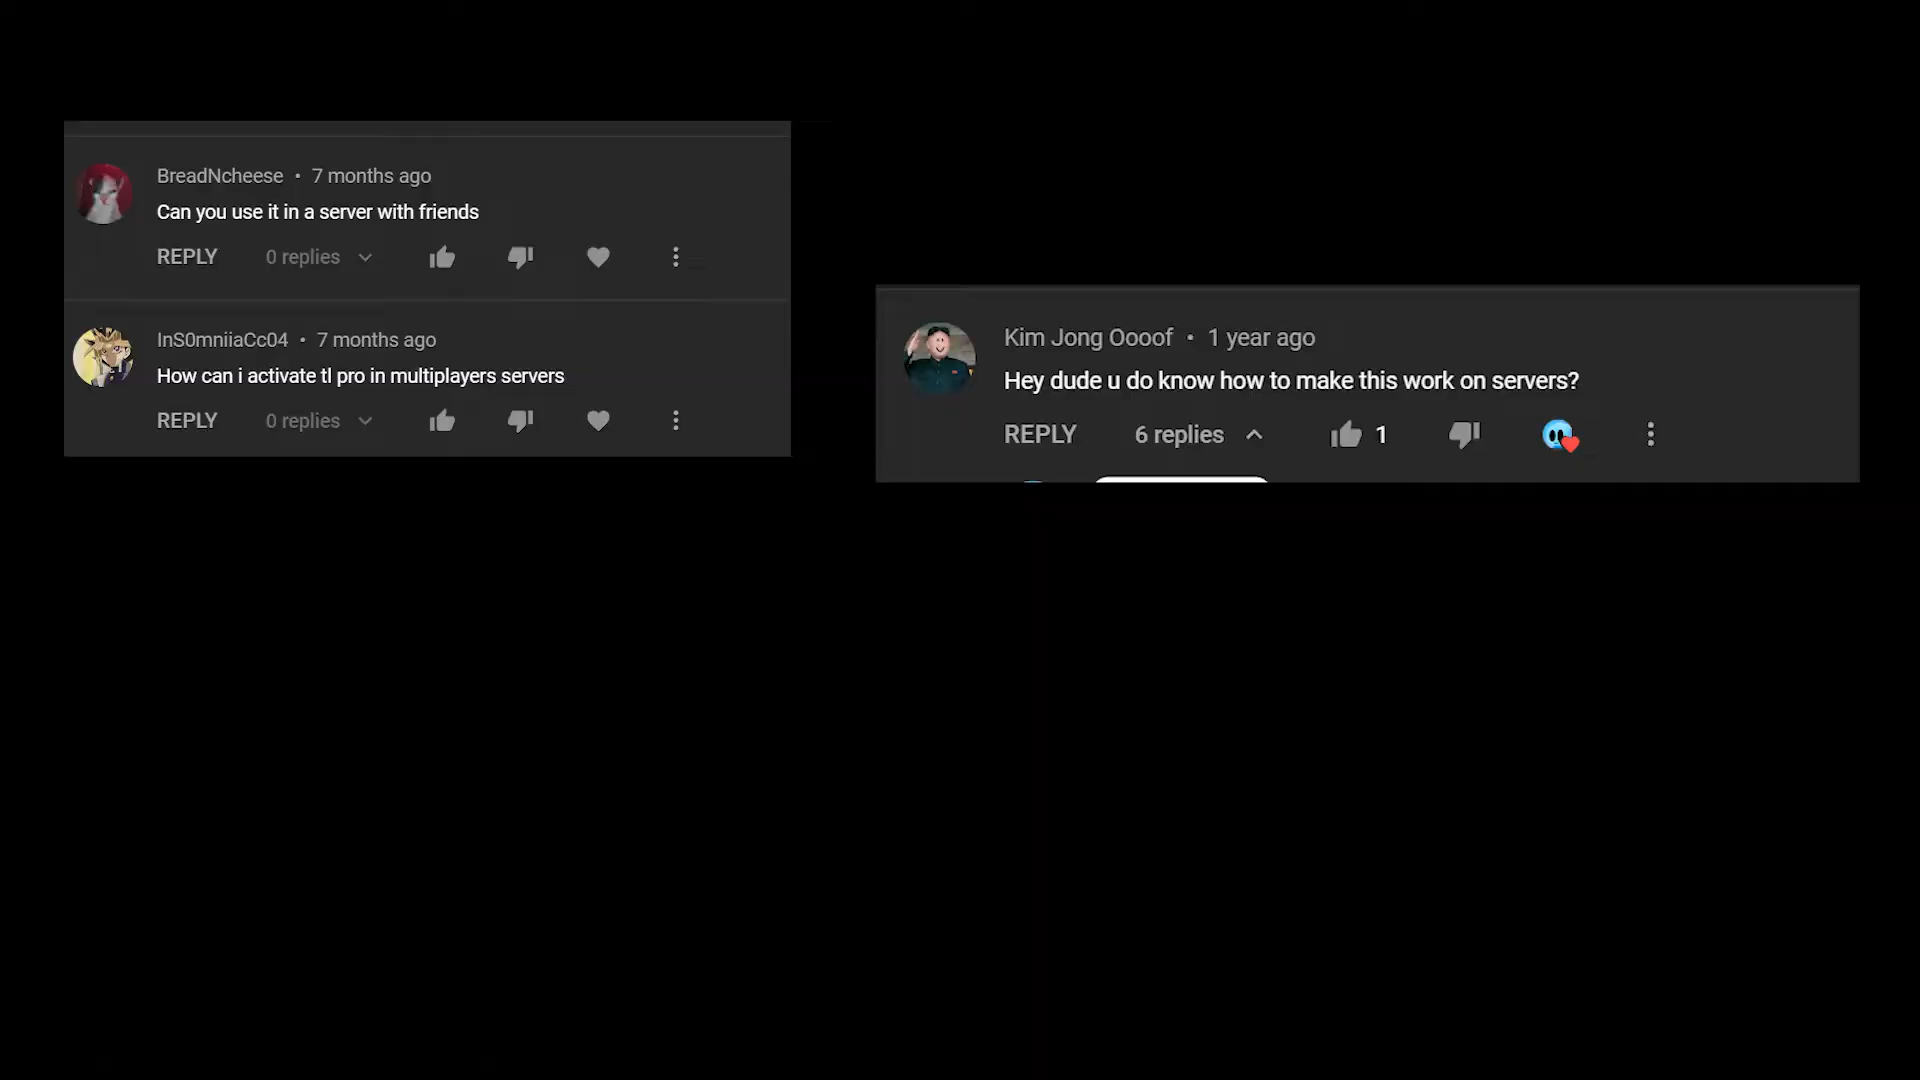 BreadNcheese • 7 months ago
Can you use it in a server with friends
REPLY 0 replies
InS0mniiaCc04 • 7 months ago
How can i activate tl pro in multiplayers servers
REPLY 0 replies
Kim Jong Oooof • 1 year ago
Hey dude u do know how to make this work on servers?
REPLY 6 replies 1